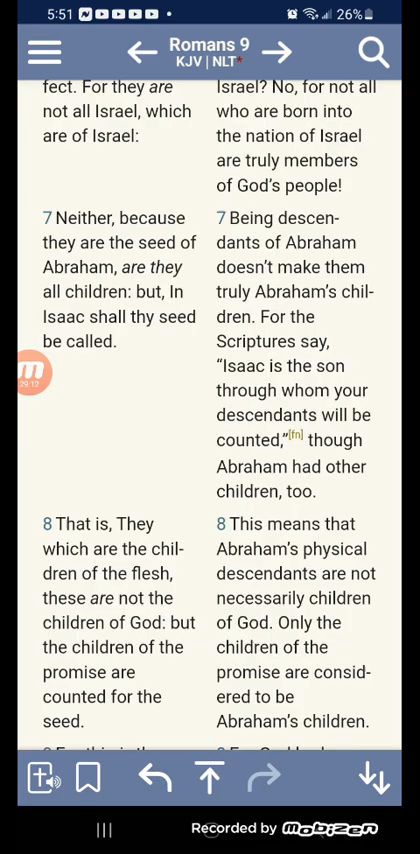 5:51
26%
Romans 9
KJV | NLT*
fect. For they are
not all Israel, which
are of Israel:
Israel? No, for not all
who are born into
the nation of Israel
are truly members
of God's people!
7 Neither, because
they are the seed of
Abraham, are they
all children: but, In
Isaac shall thy seed
be called.
7 Being descen-
dants of Abraham
doesn't make them
truly Abraham's chil-
dren. For the
Scriptures say,
“Isaac is the son
through whom your
descendants will be
counted,”[fn] though
Abraham had other
children, too.
29:12
8 That is, They
which are the chil-
dren of the flesh,
these are not the
children of God: but
the children of the
promise are
counted for the
seed.
8 This means that
Abraham's physical
descendants are not
necessarily children
of God. Only the
children of the
promise are consid-
ered to be
Abraham's children.
Recorded by mobizen